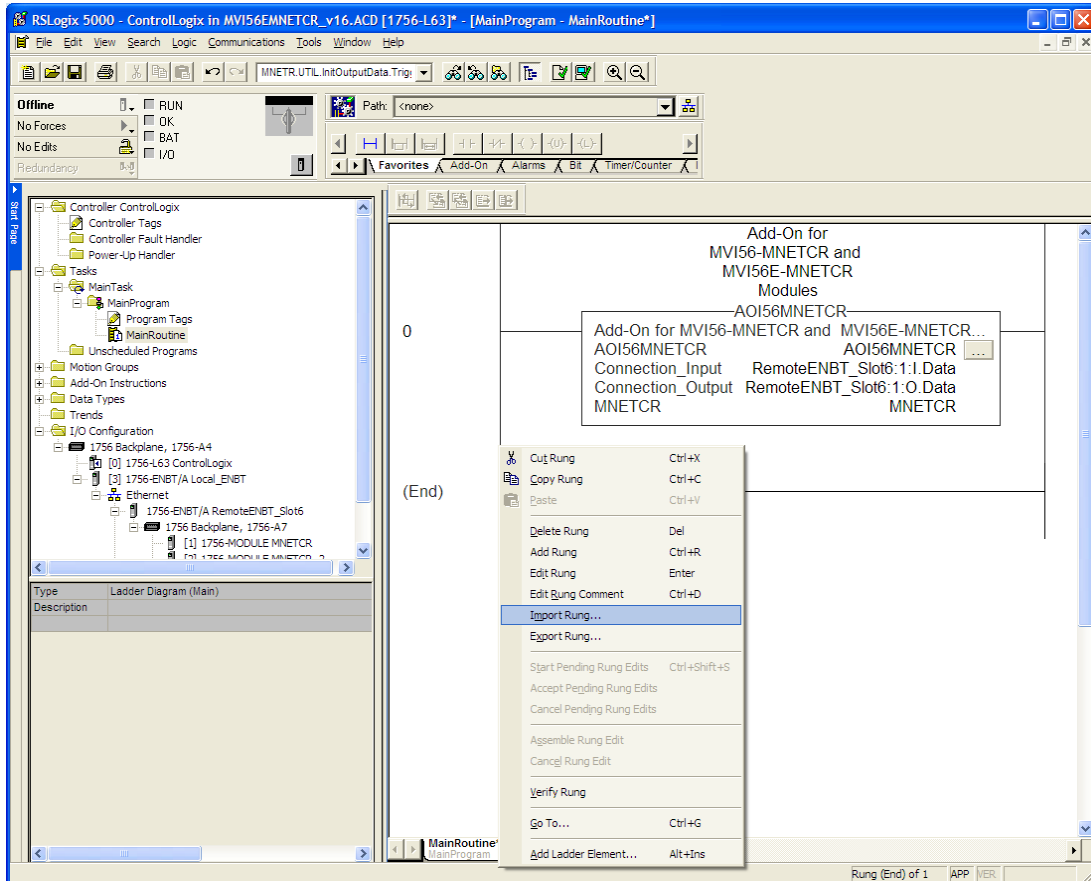 RSLogix 5000 - ControlLogix in MVI56EMNETCR_v16.ACD [1756-L63]* - [MainProgram - MainRoutine*]
File Edit View Search Logic Communications Tools Window Help
MNETR.UTIL.InitOutputData.Trig
Offline
RUN
No Forces
OK
No Edits
BAT
Redundancy
I/O
Path: <none>
Favorites Add-On Alarms Bit Timer/Counter
Start Page
Controller ControlLogix
Controller Tags
Controller Fault Handler
Power-Up Handler
Tasks
MainTask
MainProgram
Program Tags
MainRoutine
Unscheduled Programs
Motion Groups
Add-On Instructions
Data Types
Trends
I/O Configuration
1756 Backplane, 1756-A4
[0] 1756-L63 ControlLogix
[3] 1756-ENBT/A Local_ENBT
Ethernet
1756-ENBT/A RemoteENBT_Slot6
1756 Backplane, 1756-A7
[1] 1756-MODULE MNETCR
[2] 1756-MODULE MNETCR_2
Type Ladder Diagram (Main)
Description
Add-On for
MVI56-MNETCR and
MVI56E-MNETCR
Modules
AOI56MNETCR
0
Add-On for MVI56-MNETCR and MVI56E-MNETCR...
AOI56MNETCR AOI56MNETCR ...
Connection_Input RemoteENBT_Slot6:1:I.Data
Connection_Output RemoteENBT_Slot6:1:O.Data
MNETCR MNETCR
(End)
Cut Rung Ctrl+X
Copy Rung Ctrl+C
Paste Ctrl+V
Delete Rung Del
Add Rung Ctrl+R
Edit Rung Enter
Edit Rung Comment Ctrl+D
Import Rung...
Export Rung...
Start Pending Rung Edits Ctrl+Shift+S
Accept Pending Rung Edits
Cancel Pending Rung Edits
Assemble Rung Edit
Cancel Rung Edit
Verify Rung
Go To... Ctrl+G
Add Ladder Element... Alt+Ins
MainRoutine*
MainProgram
Rung (End) of 1 APP VER